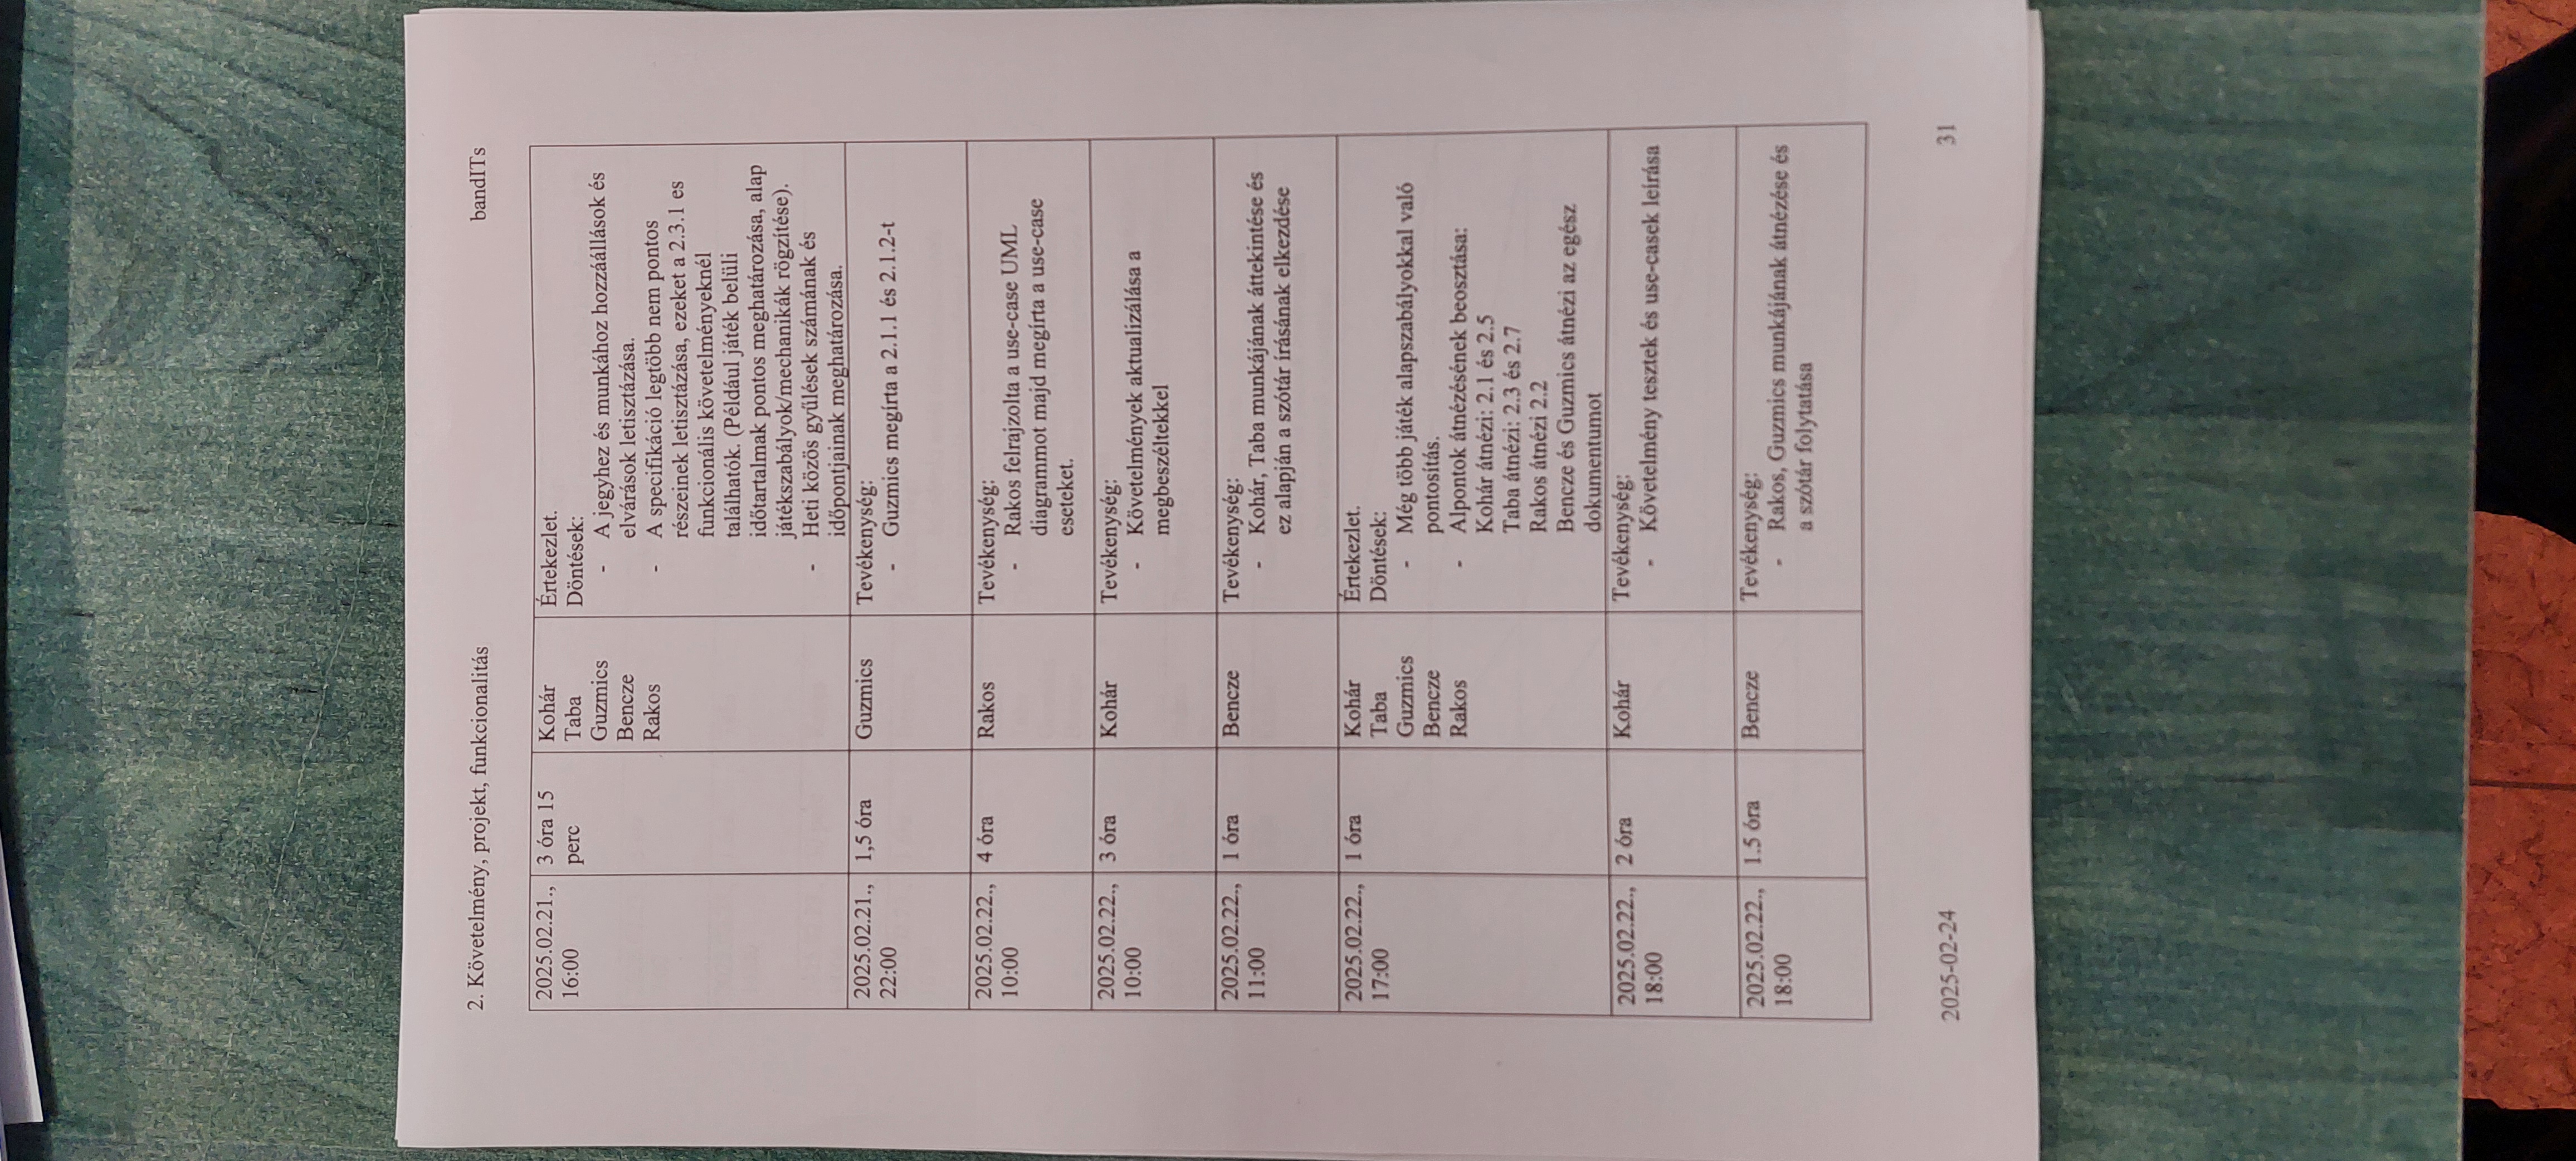 2. Követelmény, projekt, funkcionalitás bandITs
2025.02.21., 3 óra 15 Kohár Értekezlet.
16:00 perc Taba Döntések:
Guzmics - A jegyhez és munkához hozzáállások és
Bencze elvárások letisztázása.
Rakos - A specifikáció legtöbb nem pontos
részeinek letisztázása, ezeket a 2.3.1 es
funkcionális követelményeknél
találhatók. (Például játék belüli
időtartalmak pontos meghatározása, alap
játékszabályok/mechanikák rögzítése).
- Heti közös gyűlések számának és
időpontjainak meghatározása.
2025.02.21., 1,5 óra Guzmics Tevékenység:
22:00 - Guzmics megírta a 2.1.1 és 2.1.2-t
2025.02.22., 4 óra Rakos Tevékenység:
10:00 - Rakos felrajzolta a use-case UML
diagrammot majd megírta a use-case
eseteket.
2025.02.22., 3 óra Kohár Tevékenység:
10:00 - Követelmények aktualizálása a
megbeszéltekkel
2025.02.22., 1 óra Bencze Tevékenység:
11:00 - Kohár, Taba munkájának áttekintése és
ez alapján a szótár írásának elkezdése
2025.02.22., 1 óra Kohár Értekezlet.
17:00 Taba Döntések:
Guzmics - Még több játék alapszabályokkal való
Bencze pontosítás.
Rakos - Alpontok átnézésének beosztása:
Kohár átnézi: 2.1 és 2.5
Taba átnézi: 2.3 és 2.7
Rakos átnézi 2.2
Bencze és Guzmics átnézi az egész
dokumentumot
2025.02.22., 2 óra Kohár Tevékenység:
18:00 - Követelmény tesztek és use-casek leírása
2025.02.22., 1.5 óra Bencze Tevékenység:
18:00 - Rakos, Guzmics munkájának átnézése és
a szótár folytatása
2025-02-24 31